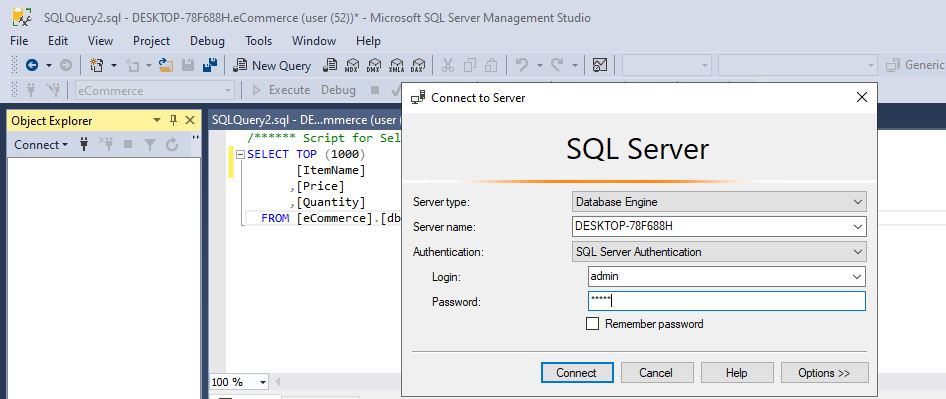 SQLQuery2.sql - DESKTOP-78F688H.eCommerce (user (52))* - Microsoft SQL Server Management Studio
File Edit View Project Debug Tools Window Help
New Query MDX DMX XMLA DAX Generic
eCommerce Execute Debug
Object Explorer
Connect
SQLQuery2.sql - DE...mmerce (user (
/****** Script for Sel
SELECT TOP (1000)
[ItemName]
,[Price]
,[Quantity]
FROM [eCommerce].[db
100 %
Connect to Server
SQL Server
Server type: Database Engine
Server name: DESKTOP-78F688H
Authentication: SQL Server Authentication
Login: admin
Password: *****
Remember password
Connect Cancel Help Options >>